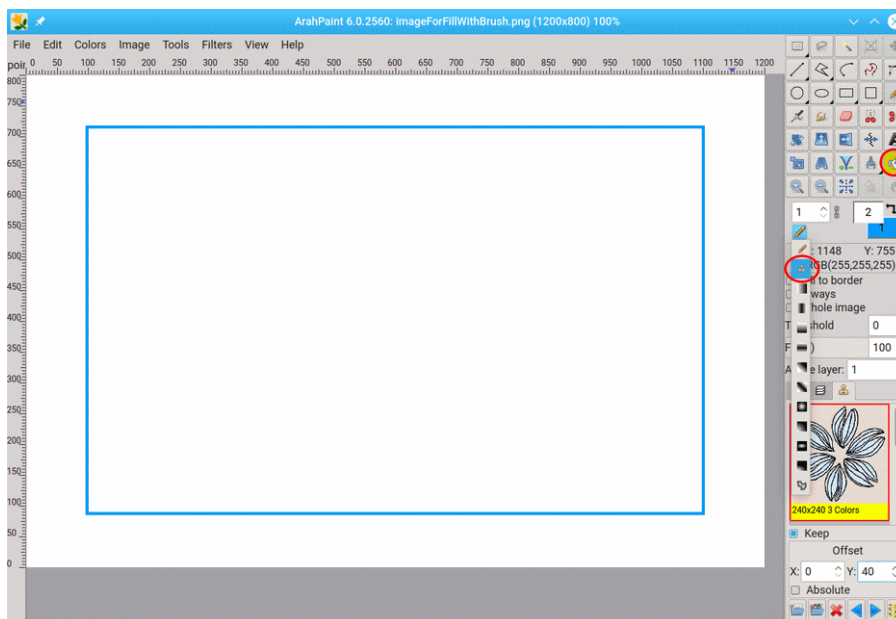 ArahPaint 6.0.2560: ImageForFillWithBrush.png (1200x800) 100%
File Edit Colors Image Tools Filters View Help
0 50 100 150 200 250 300 350 400 450 500 550 600 650 700 750 800 850 900 950 1000 1050 1100 1150 1200
800
750
700
650
600
550
500
450
400
350
300
250
200
150
100
50
0
1 2
1
: 1148 Y: 755
GB(255,255,255)
to border
ways
hole image
shold 0
) 100
e layer: 1
240x240 3 Colors
Keep
Offset
X: 0 Y: 40
Absolute